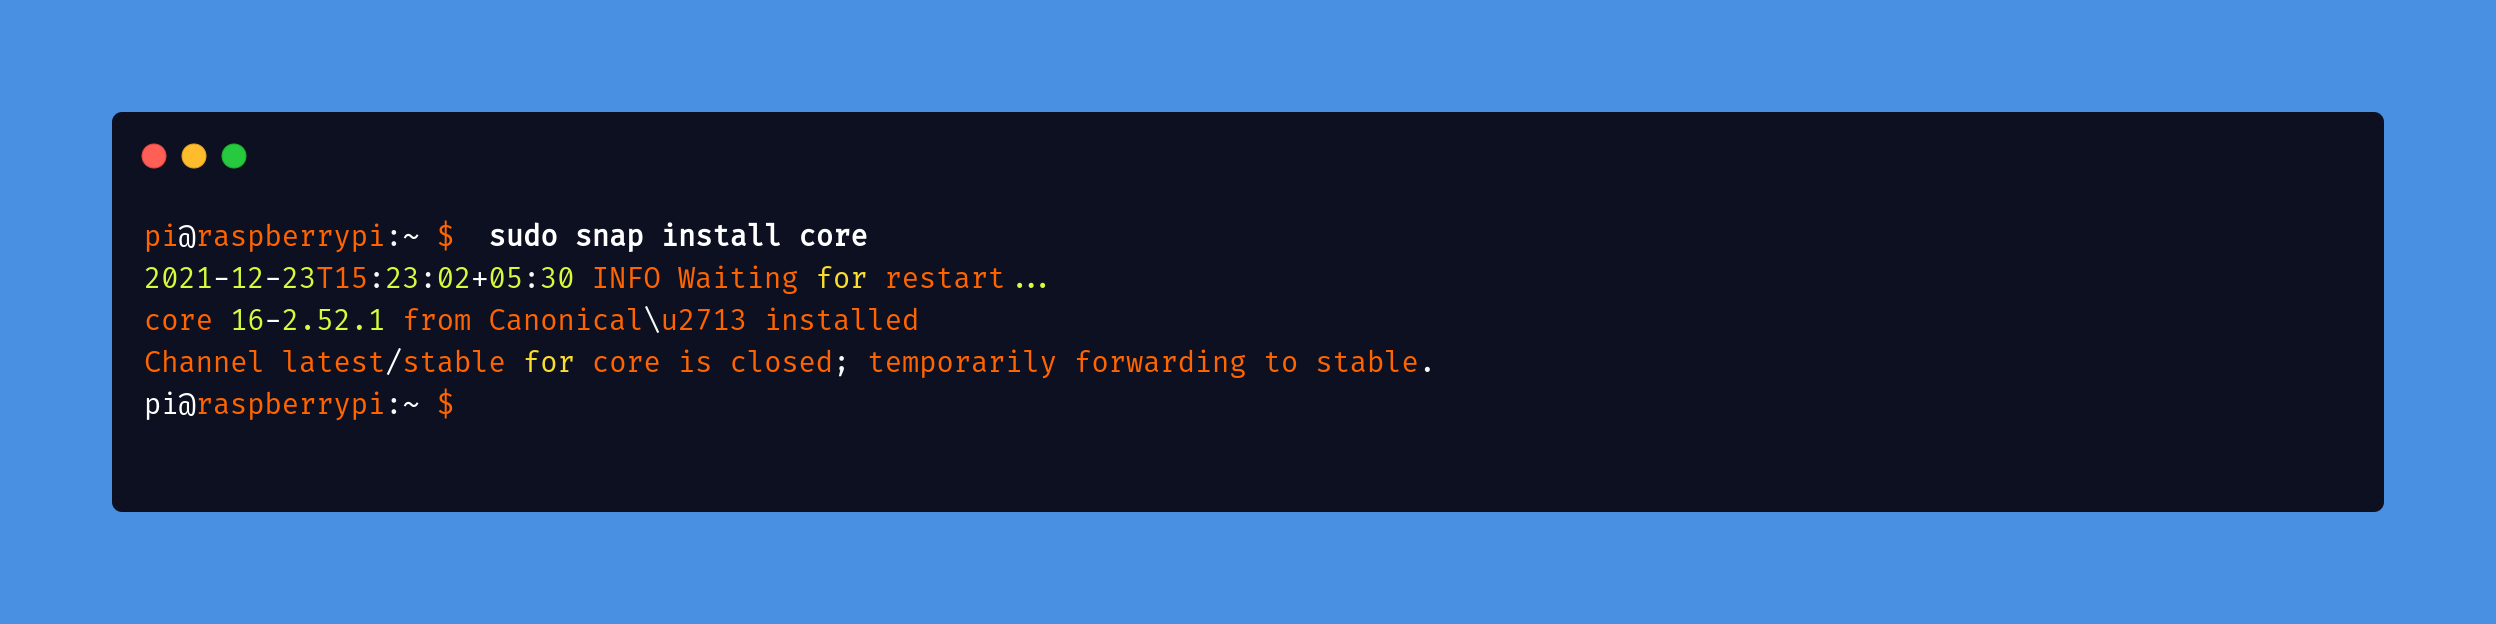 pi@raspberrypi:~ $  sudo snap install core
2021-12-23T15:23:02+05:30 INFO Waiting for restart...
core 16-2.52.1 from Canonical\u2713 installed
Channel latest/stable for core is closed; temporarily forwarding to stable.
pi@raspberrypi:~ $